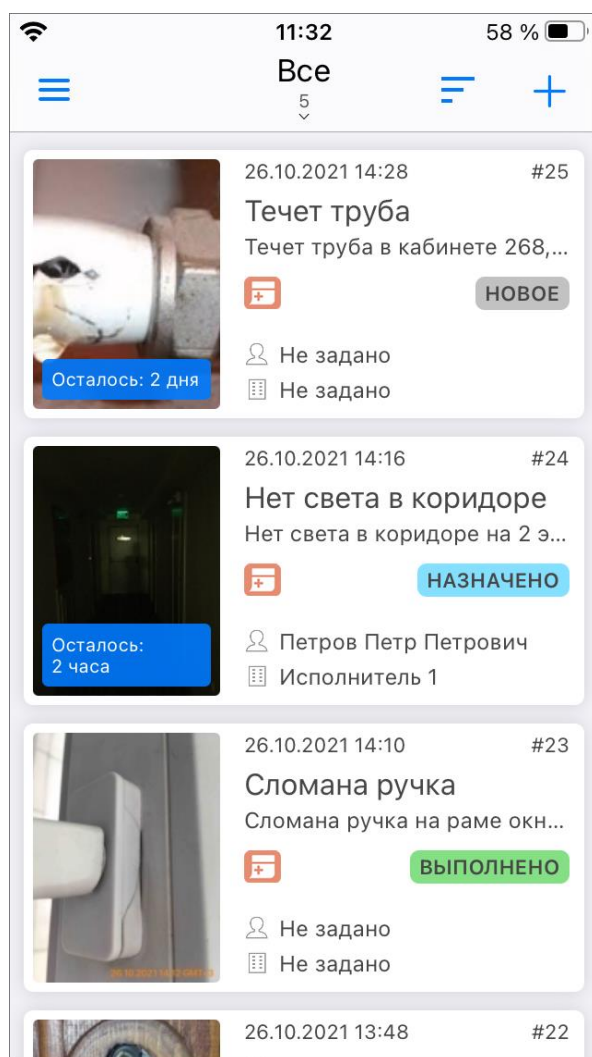 11:32
58 %
Все
5
26.10.2021 14:28
#25
Течет труба
Течет труба в кабинете 268,...
НОВОЕ
Осталось: 2 дня
Не задано
Не задано
26.10.2021 14:16
#24
Нет света в коридоре
Нет света в коридоре на 2 э...
НАЗНАЧЕНО
Осталось:
2 часа
Петров Петр Петрович
Исполнитель 1
26.10.2021 14:10
#23
Сломана ручка
Сломана ручка на раме окн...
ВЫПОЛНЕНО
Не задано
Не задано
26.10.2021 13:48
#22